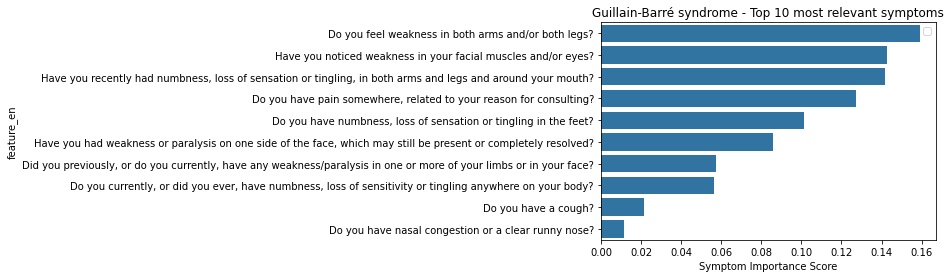 Guillain-Barré syndrome - Top 10 most relevant symptoms
Do you feel weakness in both arms and/or both legs?
Have you noticed weakness in your facial muscles and/or eyes?
Have you recently had numbness, loss of sensation or tingling, in both arms and legs and around your mouth?
Do you have pain somewhere, related to your reason for consulting?
Do you have numbness, loss of sensation or tingling in the feet?
Have you had weakness or paralysis on one side of the face, which may still be present or completely resolved?
Did you previously, or do you currently, have any weakness/paralysis in one or more of your limbs or in your face?
Do you currently, or did you ever, have numbness, loss of sensitivity or tingling anywhere on your body?
Do you have a cough?
Do you have nasal congestion or a clear runny nose?
feature_en
0.00 0.02 0.04 0.06 0.08 0.10 0.12 0.14 0.16
Symptom Importance Score